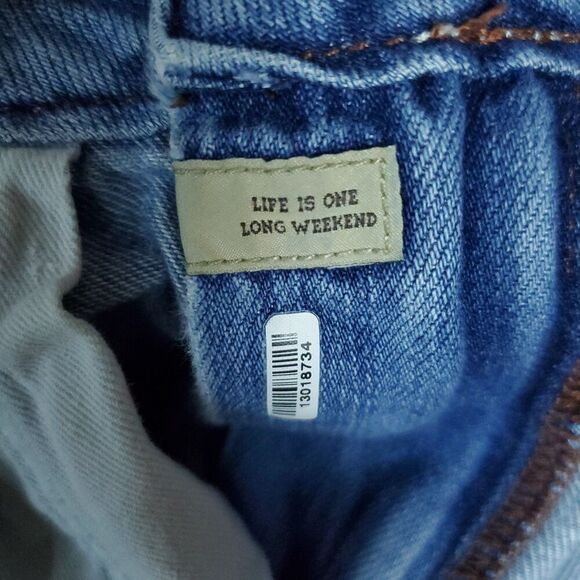 LIFE IS ONE
LONG WEEKEND
13018734